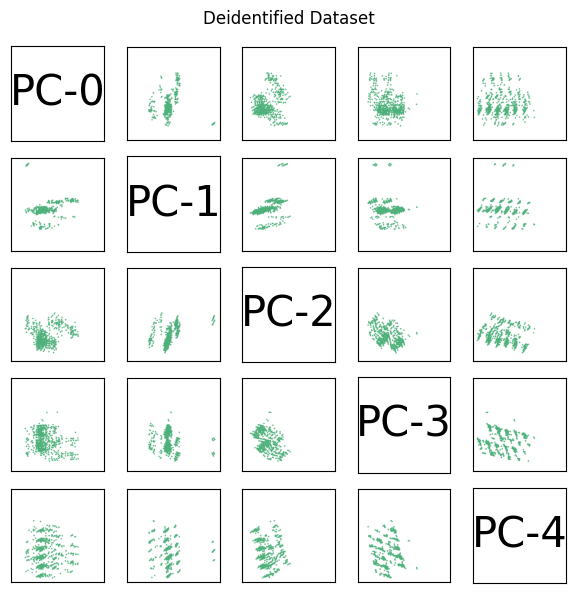 Deidentified Dataset
PC-0
PC-1
PC-2
PC-3
PC-4